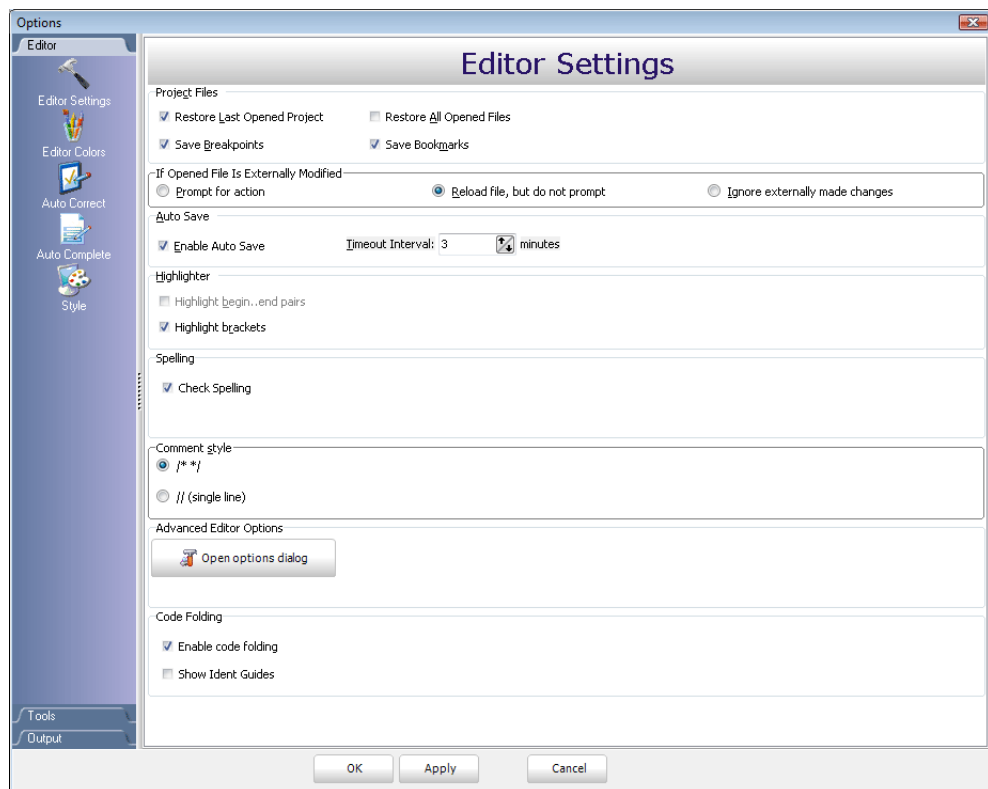 Options
Editor
Editor Settings
Editor Colors
Auto Correct
Auto Complete
Style
Tools
Output
Editor Settings
Project Files
Restore Last Opened Project Restore All Opened Files
Save Breakpoints Save Bookmarks
If Opened File Is Externally Modified
Prompt for action Reload file, but do not prompt Ignore externally made changes
Auto Save
Enable Auto Save Timeout Interval: 3 minutes
Highlighter
Highlight begin..end pairs
Highlight brackets
Spelling
Check Spelling
Comment style
/* */
// (single line)
Advanced Editor Options
Open options dialog
Code Folding
Enable code folding
Show Ident Guides
OK Apply Cancel